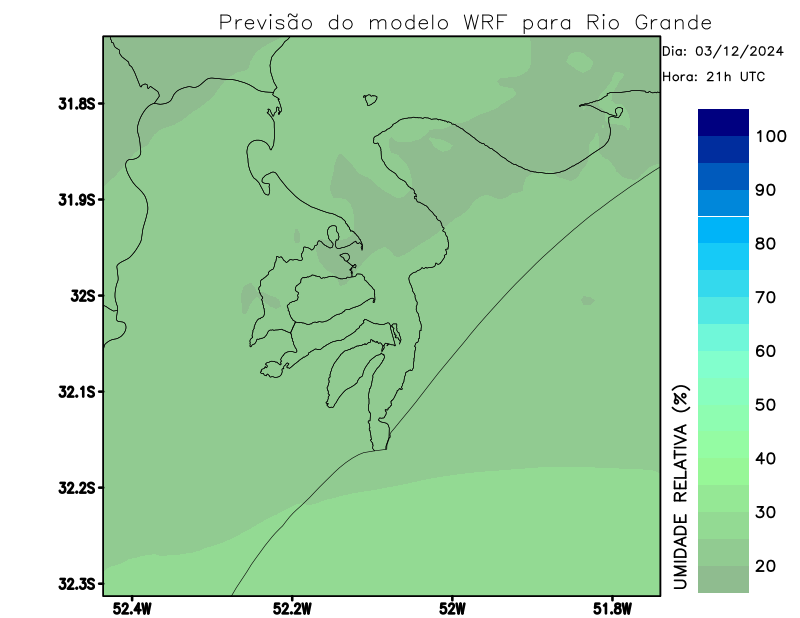 Previsão do modelo WRF para Rio Grande
Dia: 03/12/2024
Hora: 21h UTC
31.8S
31.9S
32S
32.1S
32.2S
32.3S
52.4W
52.2W
52W
51.8W
UMIDADE RELATIVA (%)
100
90
80
70
60
50
40
30
20